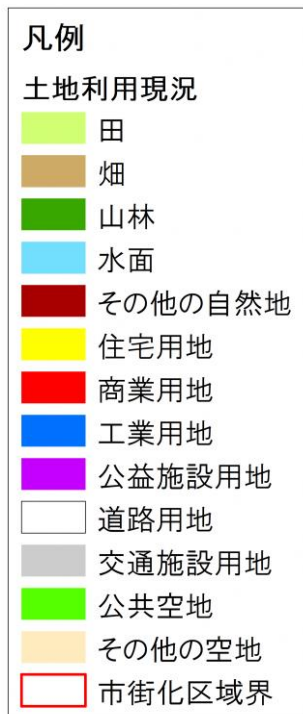 凡例
土地利用現況
田
畑
山林
水面
その他の自然地
住宅用地
商業用地
工業用地
公益施設用地
道路用地
交通施設用地
公共空地
その他の空地
市街化区域界